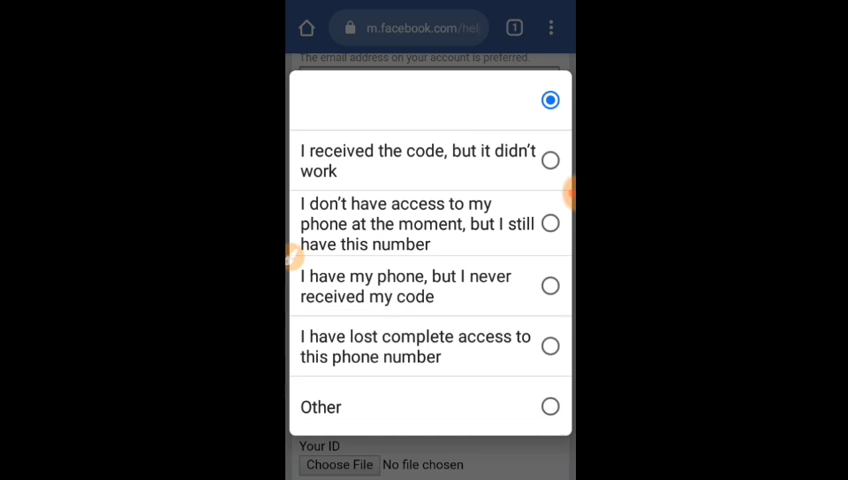 1
m.facebook.com/hel
The email address on your account is preferred.
I received the code, but it didn’t
work
I don’t have access to my
phone at the moment, but I still
have this number
I have my phone, but I never
received my code
I have lost complete access to
this phone number
Other
Your ID
Choose File No file chosen